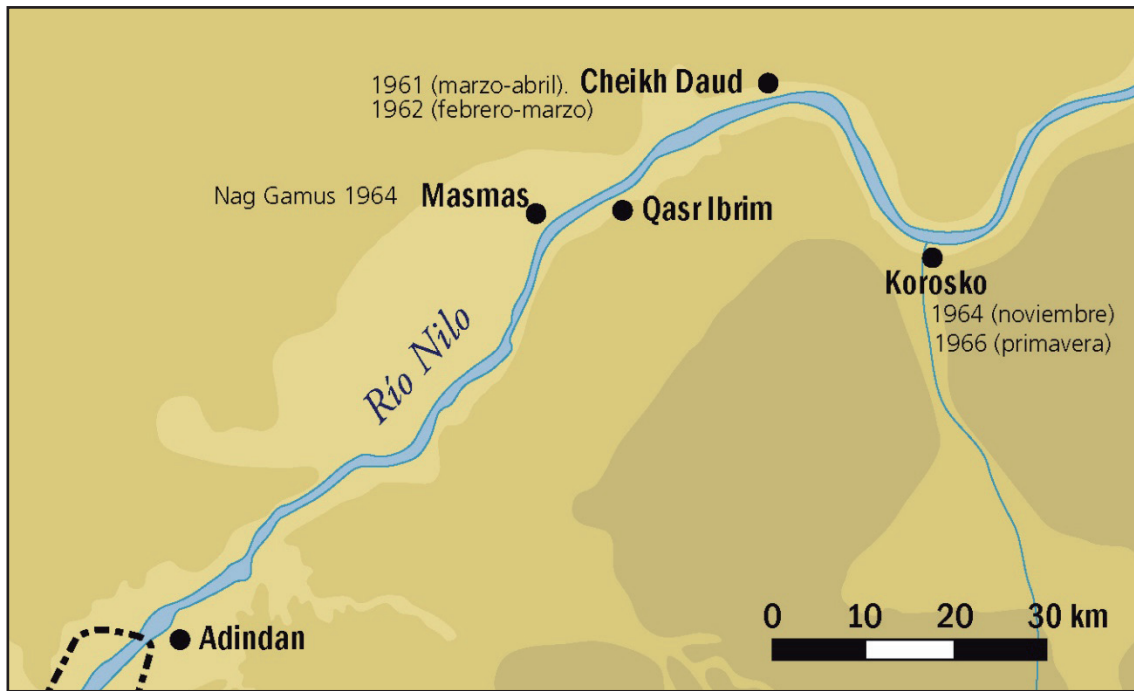 1961 (marzo-abril). Cheikh Daud
1962 (febrero-marzo)
Nag Gamus 1964 Masmas
Qasr Ibrim
Korosko
1964 (noviembre)
1966 (primavera)
Río Nilo
Adindan
0 10 20 30 km